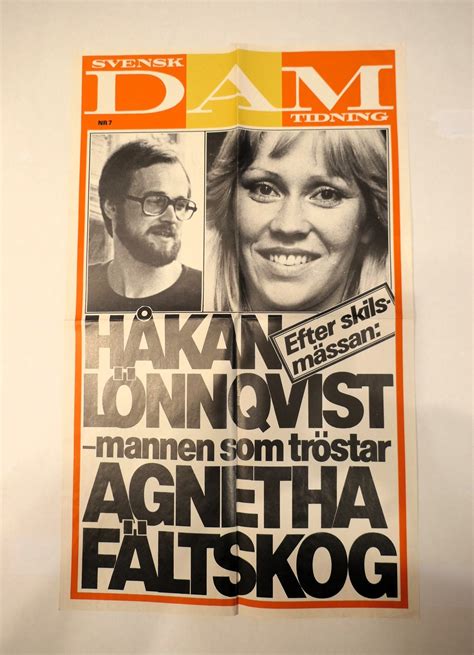 SVENSK
DAM
TIDNING
NR 7
Efter skils-
mässan:
HÅKAN
LÖNNQVIST
–mannen som tröstar
AGNETHA
FÄLTSKOG